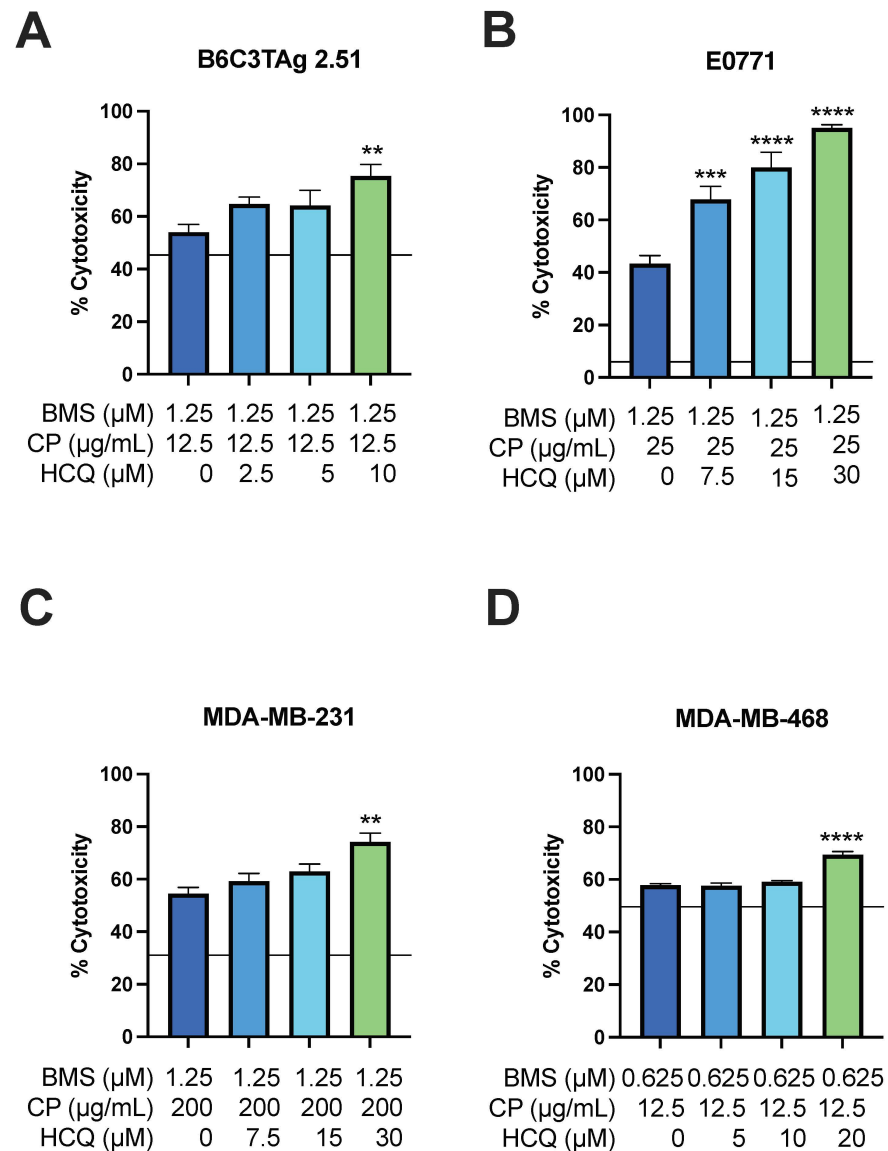 A
B6C3TAg 2.51
% Cytotoxicity
100
80
60
40
20
0
**
BMS (µM) 1.25 1.25 1.25 1.25
CP (µg/mL) 12.5 12.5 12.5 12.5
HCQ (µM) 0 2.5 5 10
B
E0771
% Cytotoxicity
100
80
60
40
20
0
***
****
****
BMS (µM) 1.25 1.25 1.25 1.25
CP (µg/mL) 25 25 25 25
HCQ (µM) 0 7.5 15 30
C
MDA-MB-231
% Cytotoxicity
100
80
60
40
20
0
**
BMS (µM) 1.25 1.25 1.25 1.25
CP (µg/mL) 200 200 200 200
HCQ (µM) 0 7.5 15 30
D
MDA-MB-468
% Cytotoxicity
100
80
60
40
20
0
****
BMS (µM) 0.625 0.625 0.625 0.625
CP (µg/mL) 12.5 12.5 12.5 12.5
HCQ (µM) 0 5 10 20